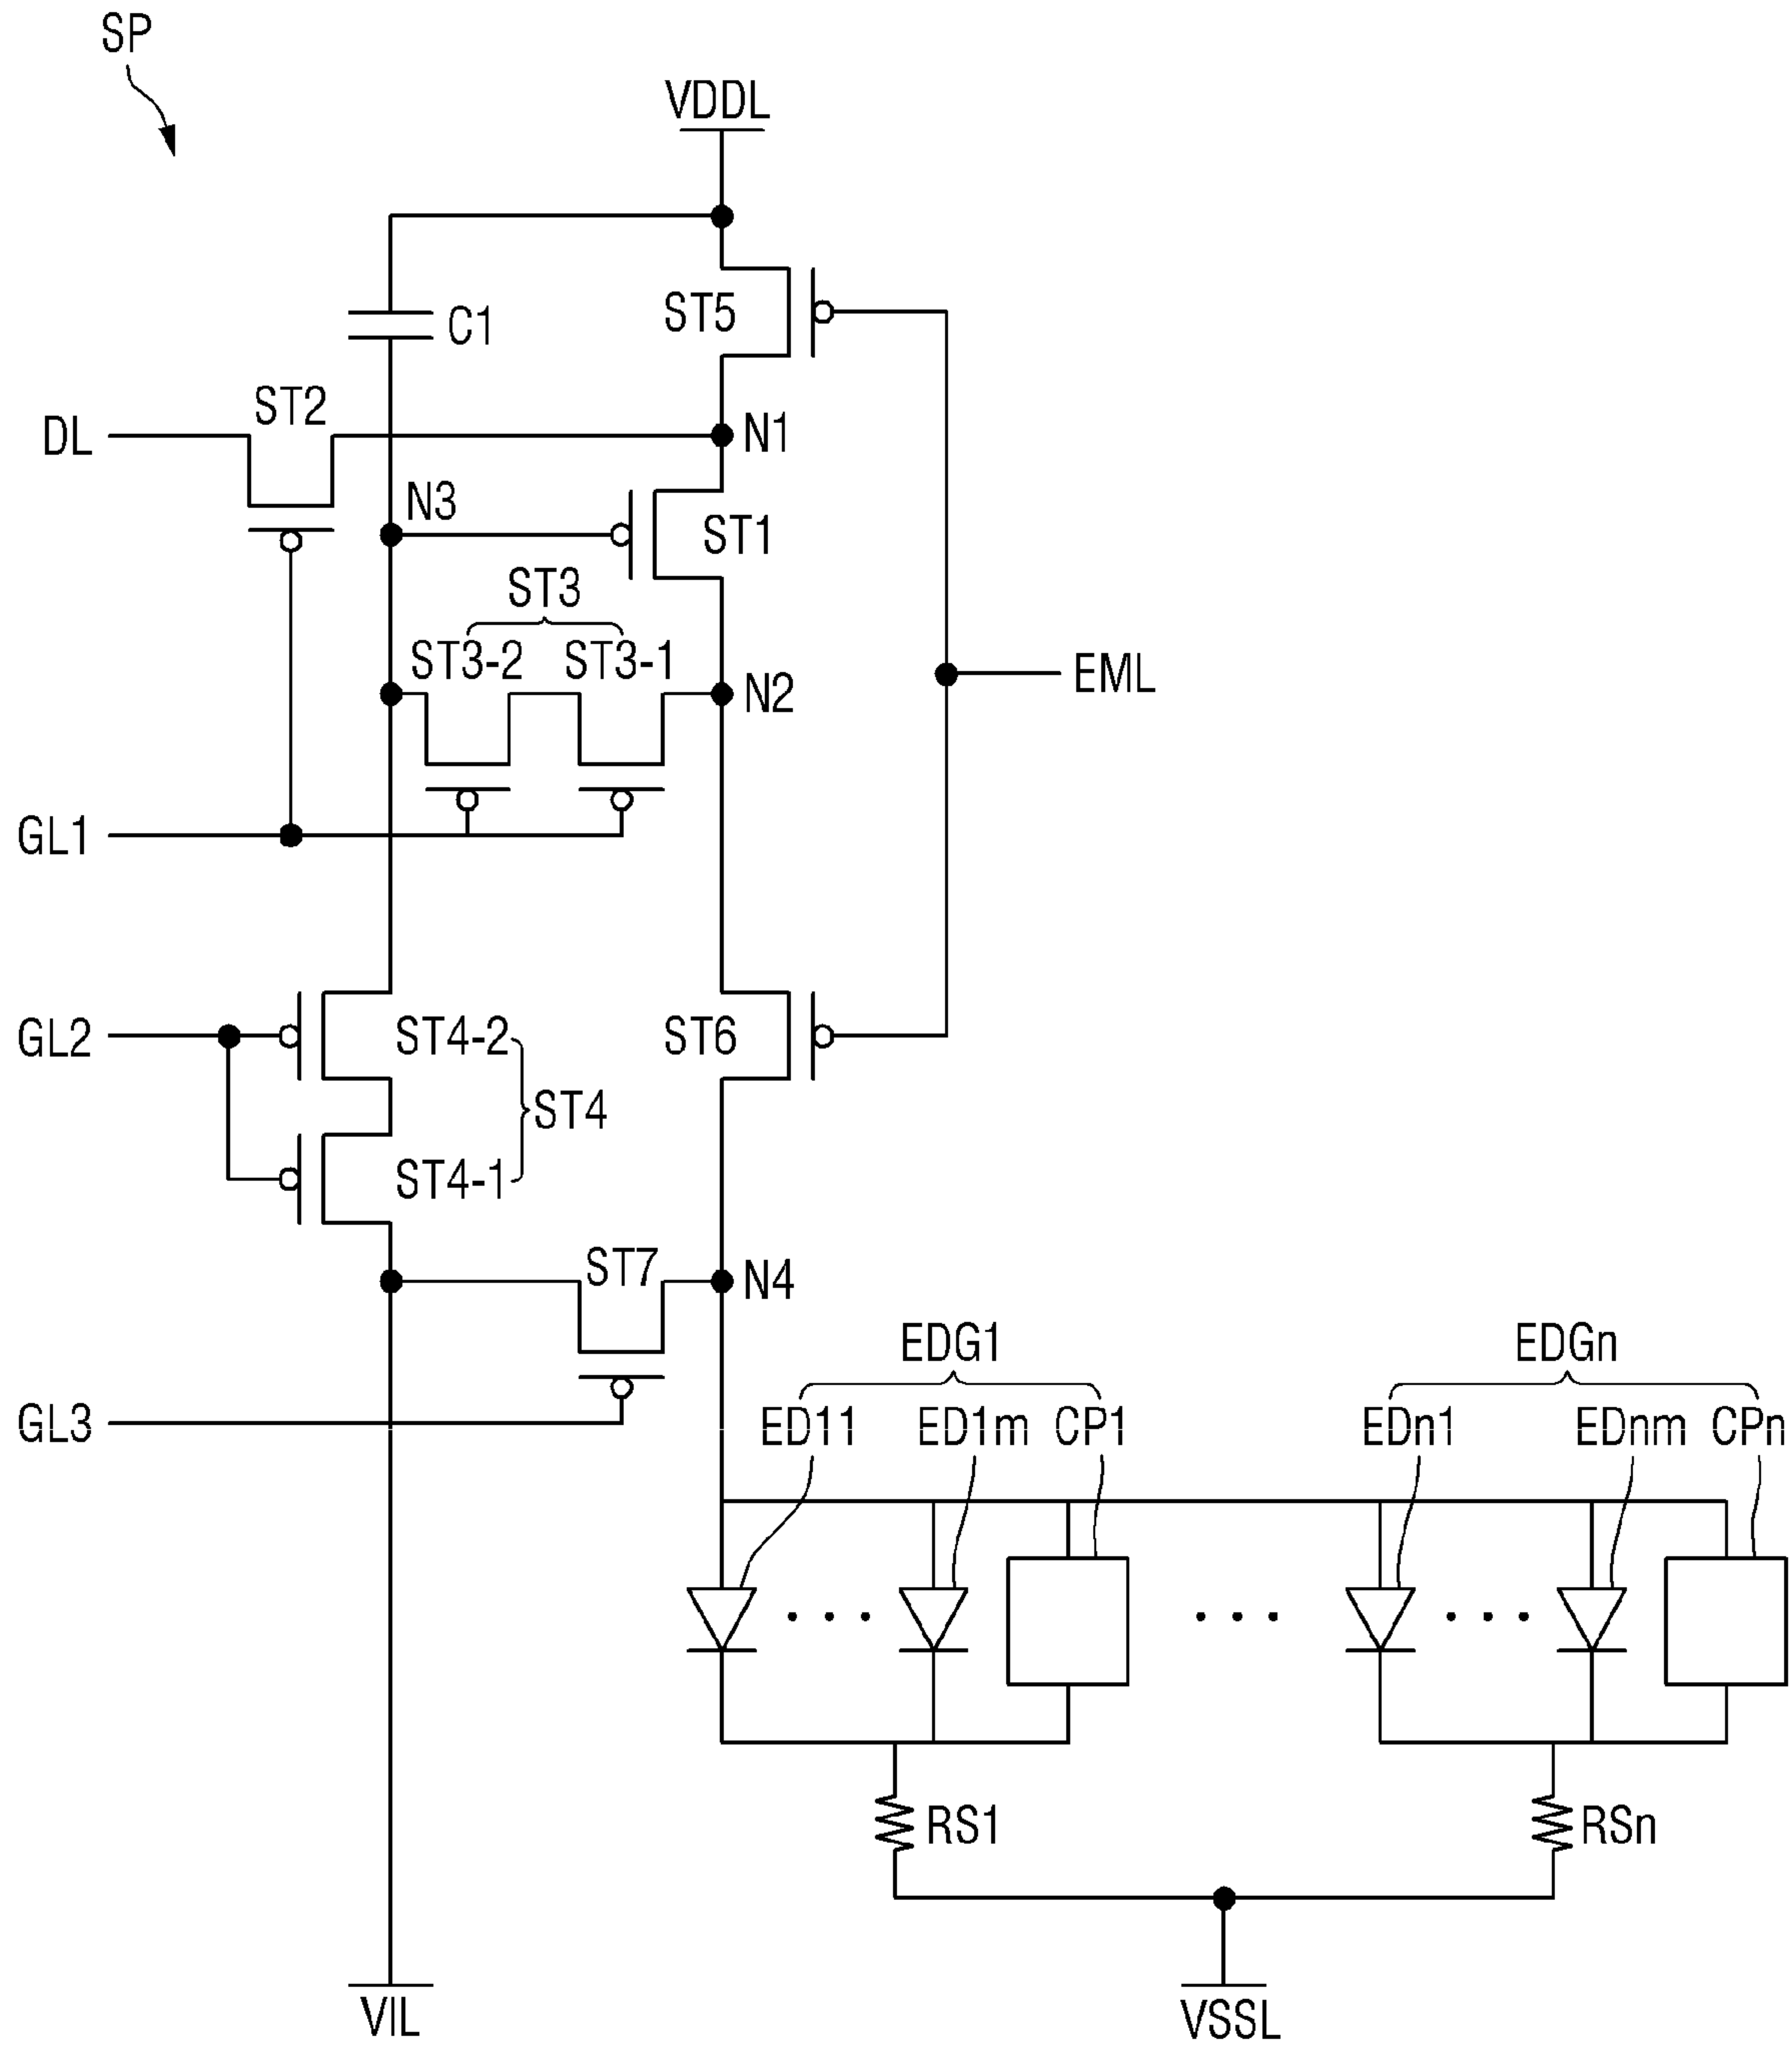 SP
VDDL
ST5
C1
ST2
DL
N1
N3
ST1
ST3
ST3-2
ST3-1
N2
EML
GL1
GL2
ST4-2
ST6
ST4
ST4-1
ST7
N4
EDG1
EDGn
GL3
ED11
ED1m
CP1
EDn1
EDnm
CPn
RS1
RSn
VIL
VSSL